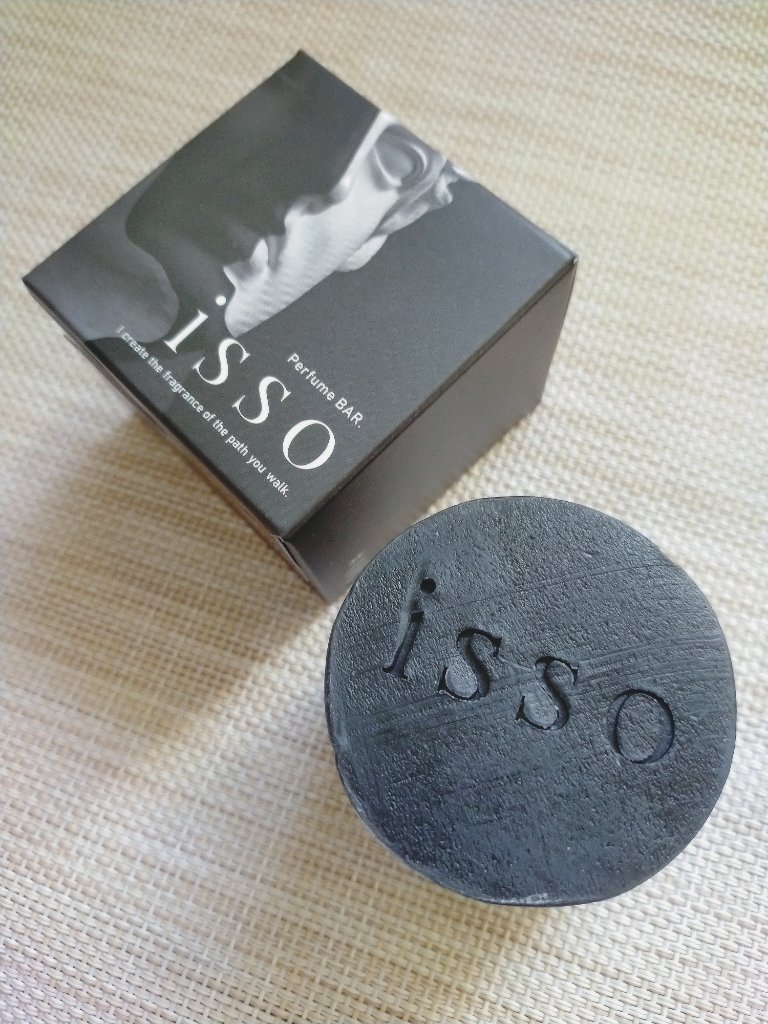 Perfume BAR.
isso
I create the fragrance of the path you walk.
isso